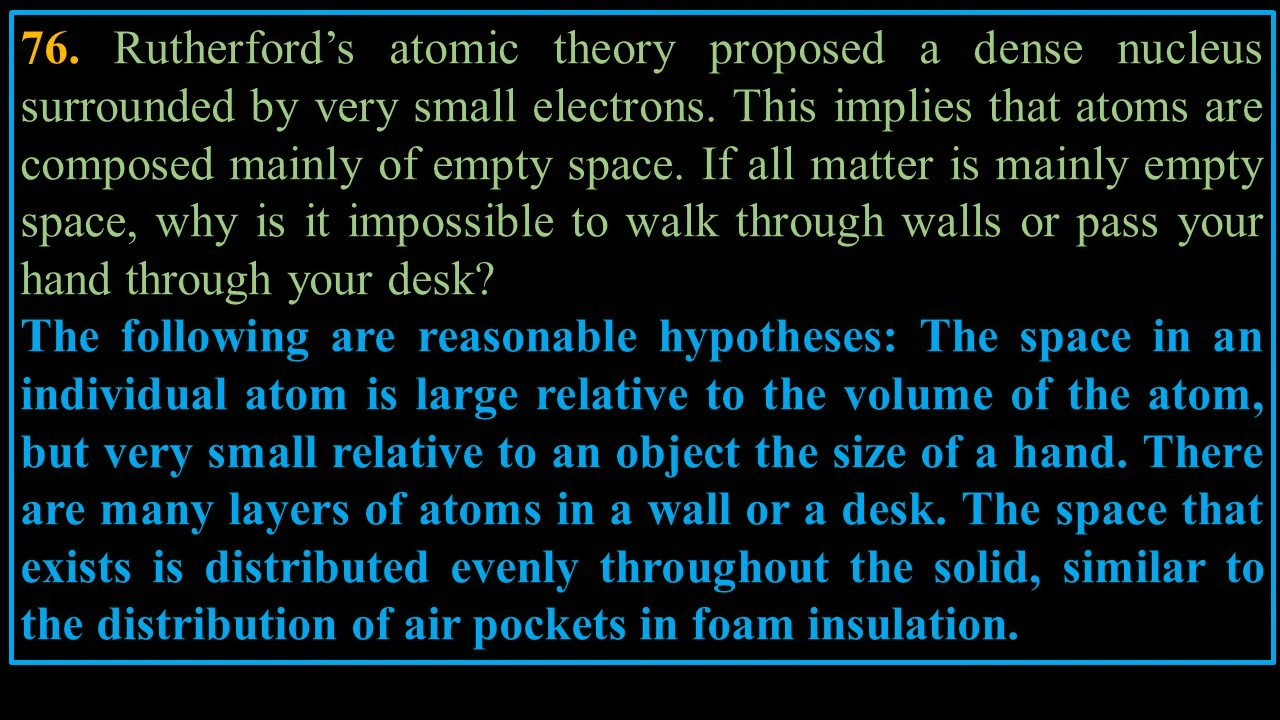 76. Rutherford’s atomic theory proposed a dense nucleus
surrounded by very small electrons. This implies that atoms are
composed mainly of empty space. If all matter is mainly empty
space, why is it impossible to walk through walls or pass your
hand through your desk?
The following are reasonable hypotheses: The space in an
individual atom is large relative to the volume of the atom,
but very small relative to an object the size of a hand. There
are many layers of atoms in a wall or a desk. The space that
exists is distributed evenly throughout the solid, similar to
the distribution of air pockets in foam insulation.